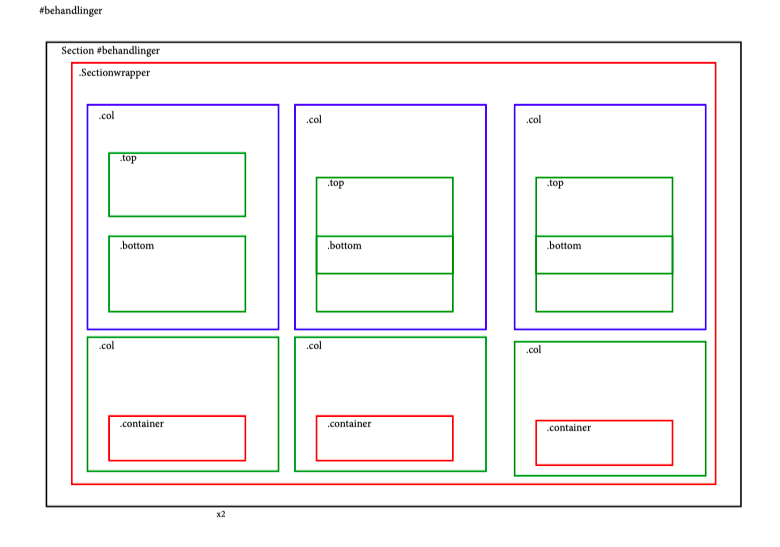 #behandlinger
Section #behandlinger
.Sectionwrapper
.col
.col
.col
.top
.top
.top
.bottom
.bottom
.bottom
.col
.col
.col
.container
.container
.container
x2